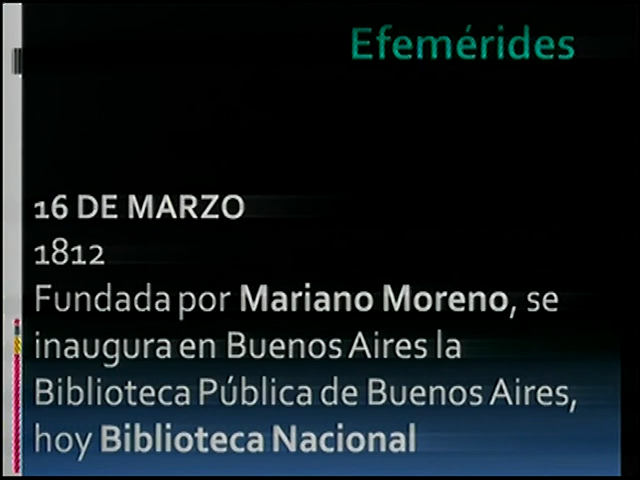 Efemérides
16 DE MARZO
1812
Fundada por Mariano Moreno, se
inaugura en Buenos Aires la
Biblioteca Pública de Buenos Aires,
hoy Biblioteca Nacional